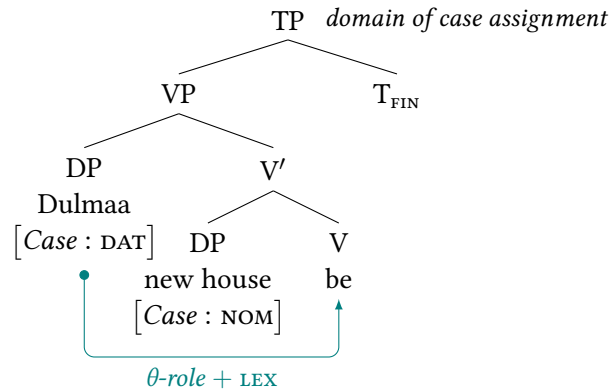 TP domain of case assignment
VP T_FIN
DP V′
Dulmaa
[Case : DAT] DP V
new house be
[Case : NOM]
θ-role + LEX